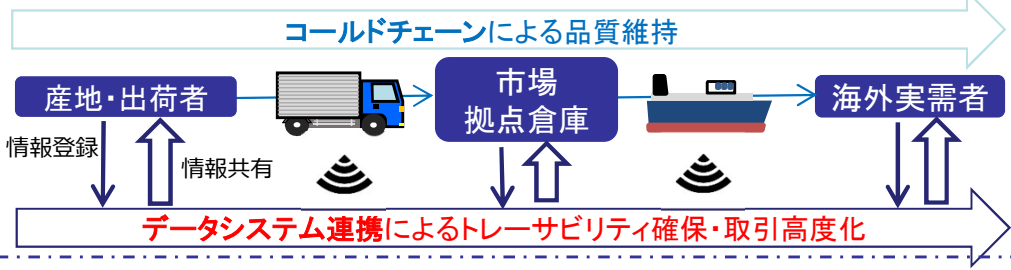 コールドチェーンによる品質維持
産地・出荷者
市場
拠点倉庫
海外実需者
情報登録
情報共有
データシステム連携によるトレーサビリティ確保・取引高度化